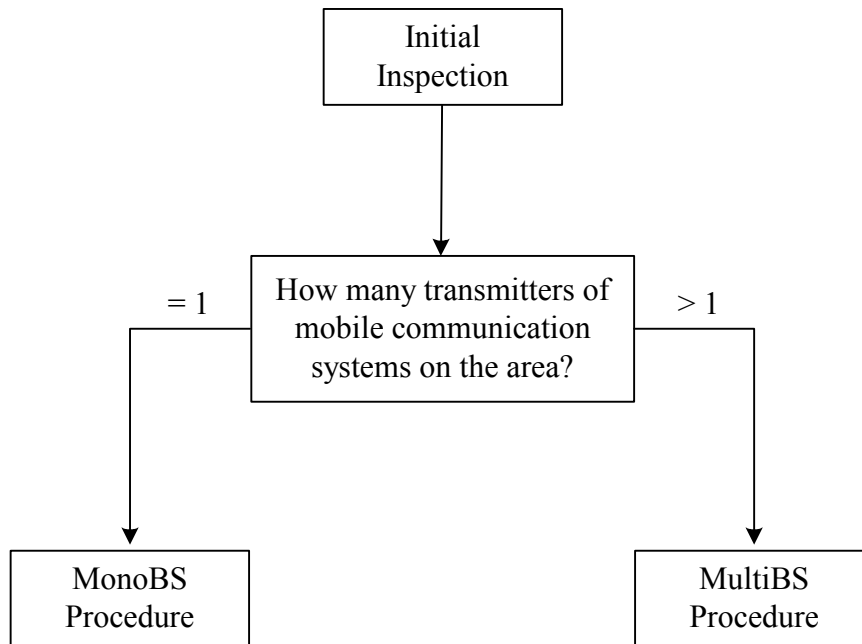 Initial
Inspection
How many transmitters of
mobile communication
systems on the area?
= 1
> 1
MonoBS
Procedure
MultiBS
Procedure